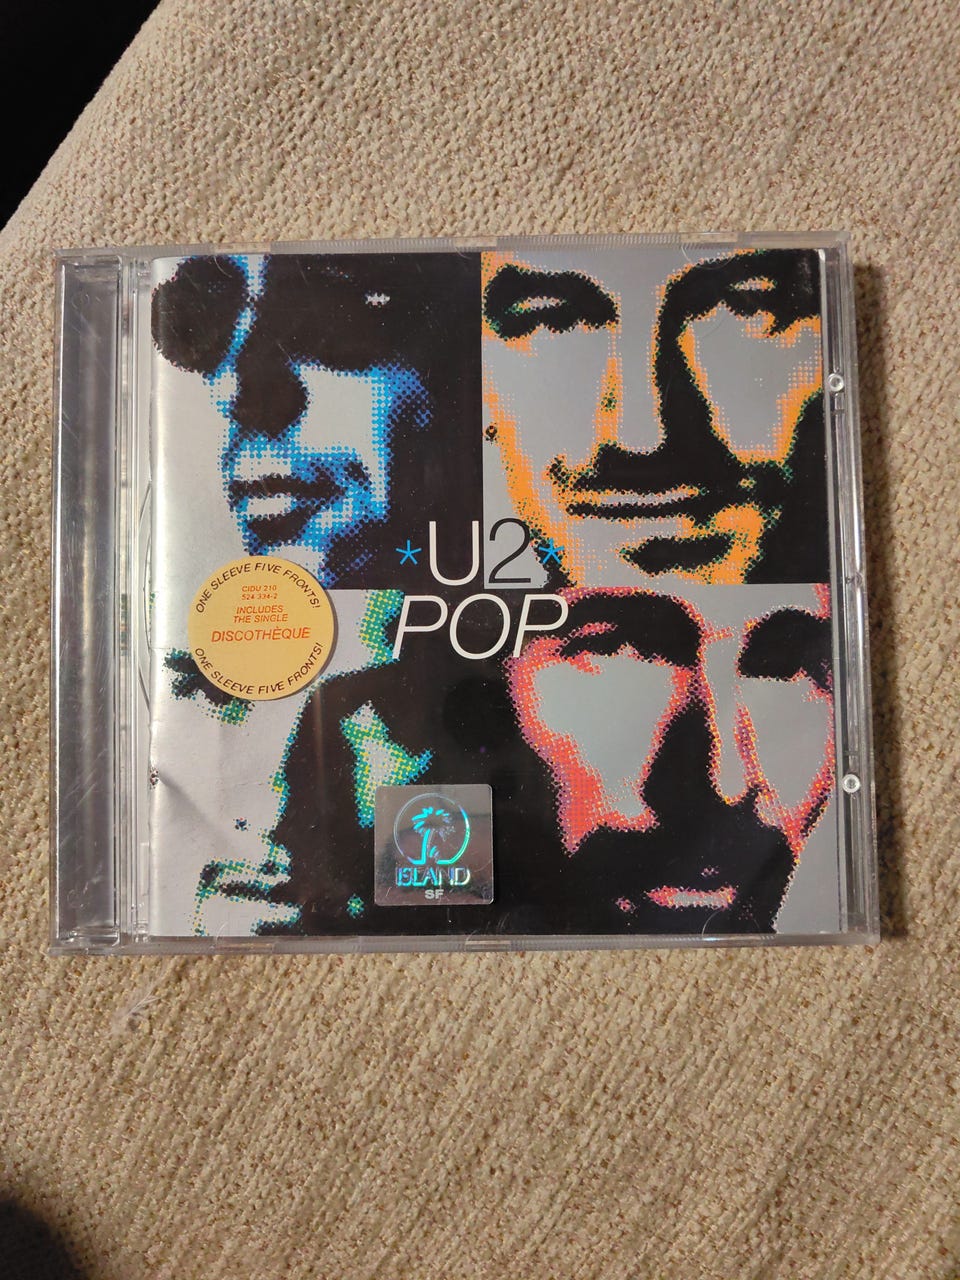 *U2*
POP
ONE SLEEVE FIVE FRONTS!
CIDU 210
524 334-2
INCLUDES
THE SINGLE
DISCOTHÈQUE
ONE SLEEVE FIVE FRONTS!
ISLAND
SF